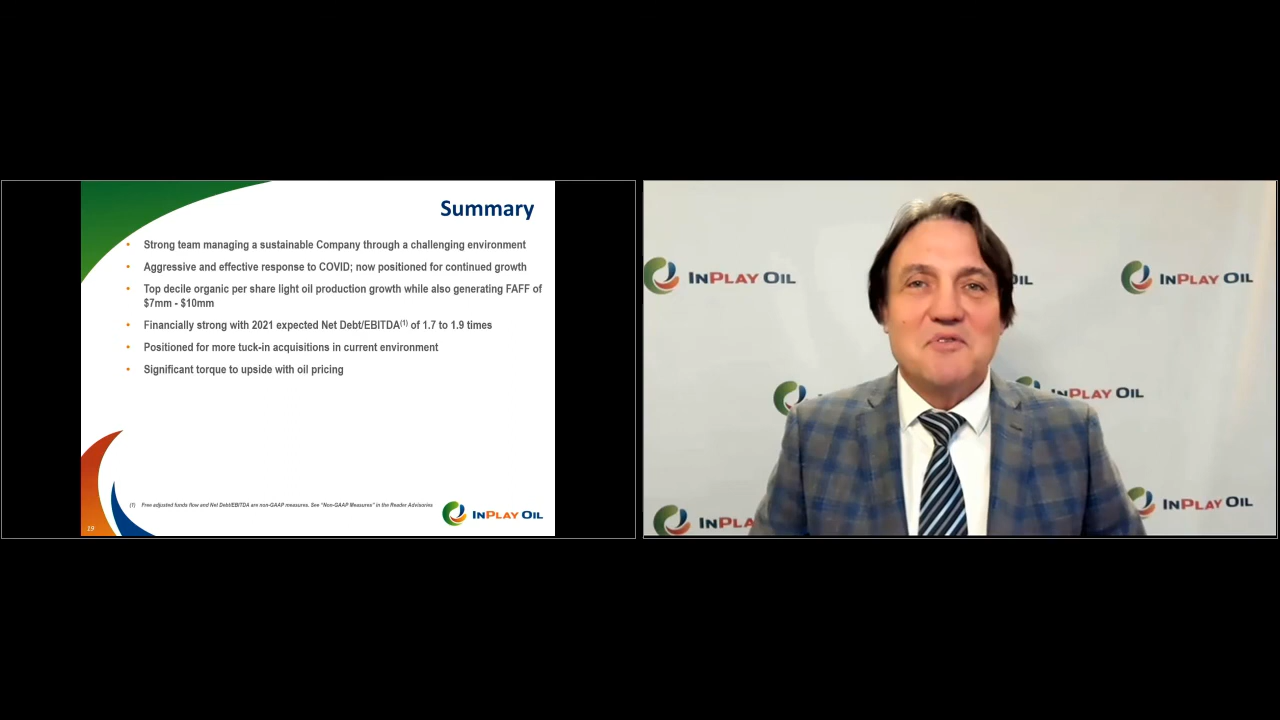 Summary
• Strong team managing a sustainable Company through a challenging environment
• Aggressive and effective response to COVID; now positioned for continued growth
• Top decile organic per share light oil production growth while also generating FAFF of
$7mm - $10mm
• Financially strong with 2021 expected Net Debt/EBITDA(1) of 1.7 to 1.9 times
• Positioned for more tuck-in acquisitions in current environment
• Significant torque to upside with oil pricing
(1) Free adjusted funds flow and Net Debt/EBITDA are non-GAAP measures. See "Non-GAAP Measures" in the Reader Advisories
INPLAY OIL
19
INPLAY OIL
OIL
INPLAY OIL
INPLAY OIL
INPLAY OIL
INPLA